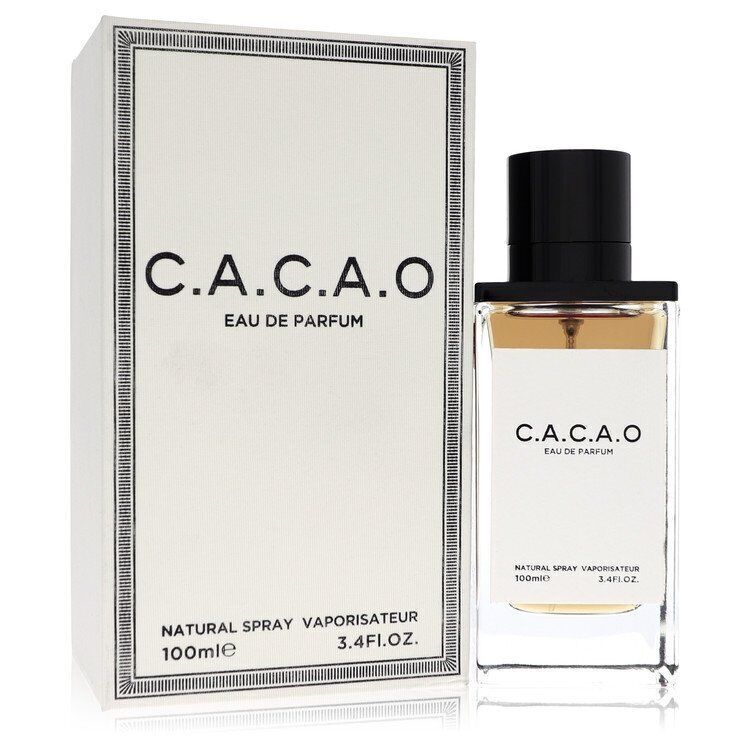 C.A.C.A.O
EAU DE PARFUM
NATURAL SPRAY VAPORISATEUR
100ml℮ 3.4Fl.OZ.
C.A.C.A.O
EAU DE PARFUM
NATURAL SPRAY VAPORISATEUR
100ml℮ 3.4Fl.OZ.